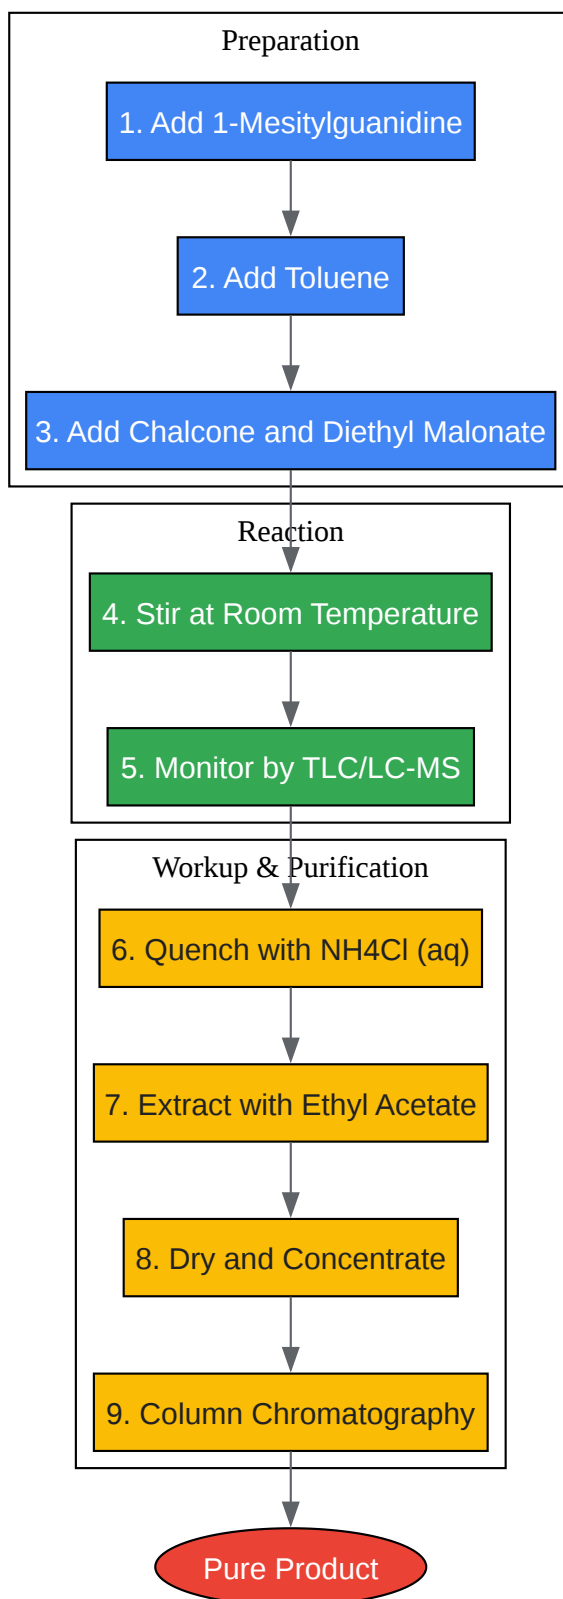 Preparation
1. Add 1-Mesitylguanidine
2. Add Toluene
3. Add Chalcone and Diethyl Malonate
Reaction
4. Stir at Room Temperature
5. Monitor by TLC/LC-MS
Workup & Purification
6. Quench with NH4Cl (aq)
7. Extract with Ethyl Acetate
8. Dry and Concentrate
9. Column Chromatography
Pure Product